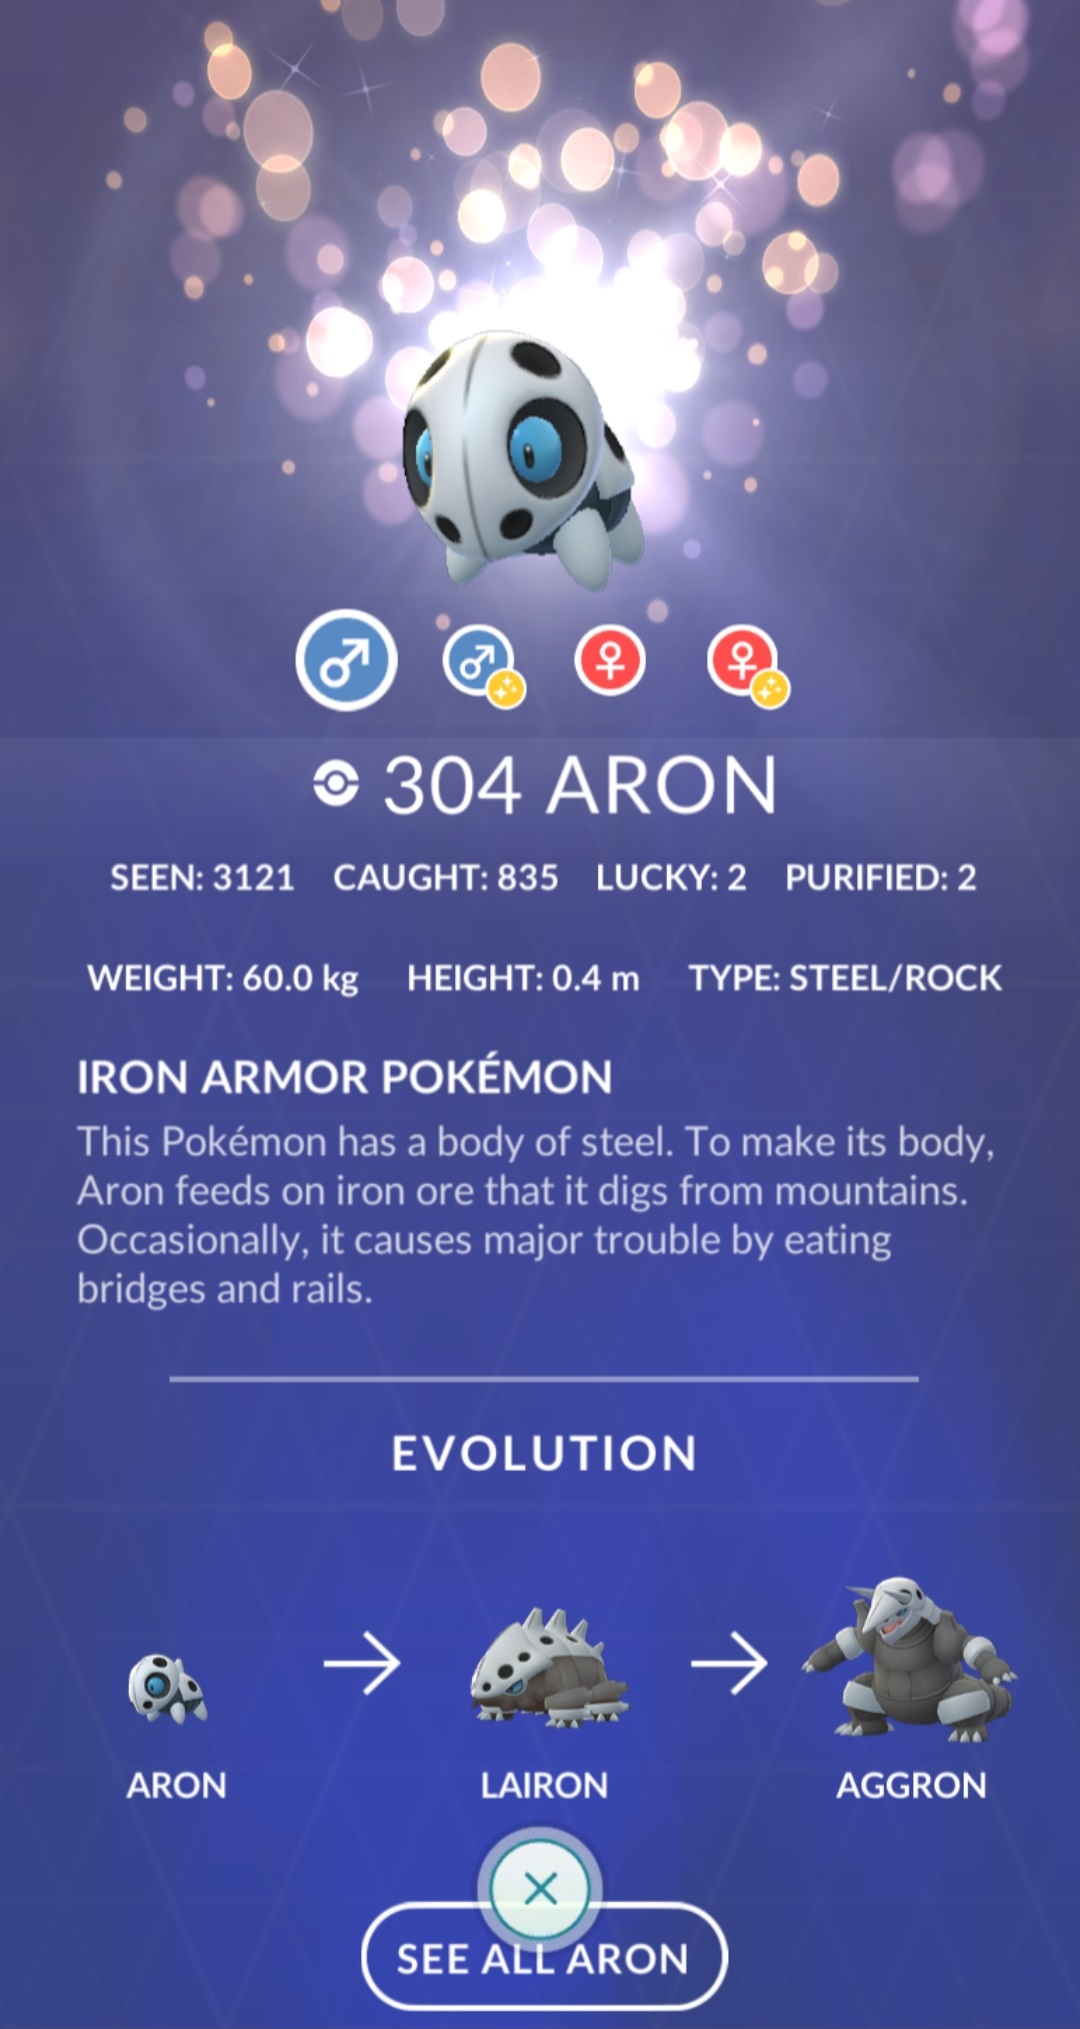 304 ARON
SEEN: 3121 CAUGHT: 835 LUCKY: 2 PURIFIED: 2
WEIGHT: 60.0 kg HEIGHT: 0.4 m TYPE: STEEL/ROCK
IRON ARMOR POKÉMON
This Pokémon has a body of steel. To make its body,
Aron feeds on iron ore that it digs from mountains.
Occasionally, it causes major trouble by eating
bridges and rails.
EVOLUTION
ARON LAIRON AGGRON
SEE ALL ARON